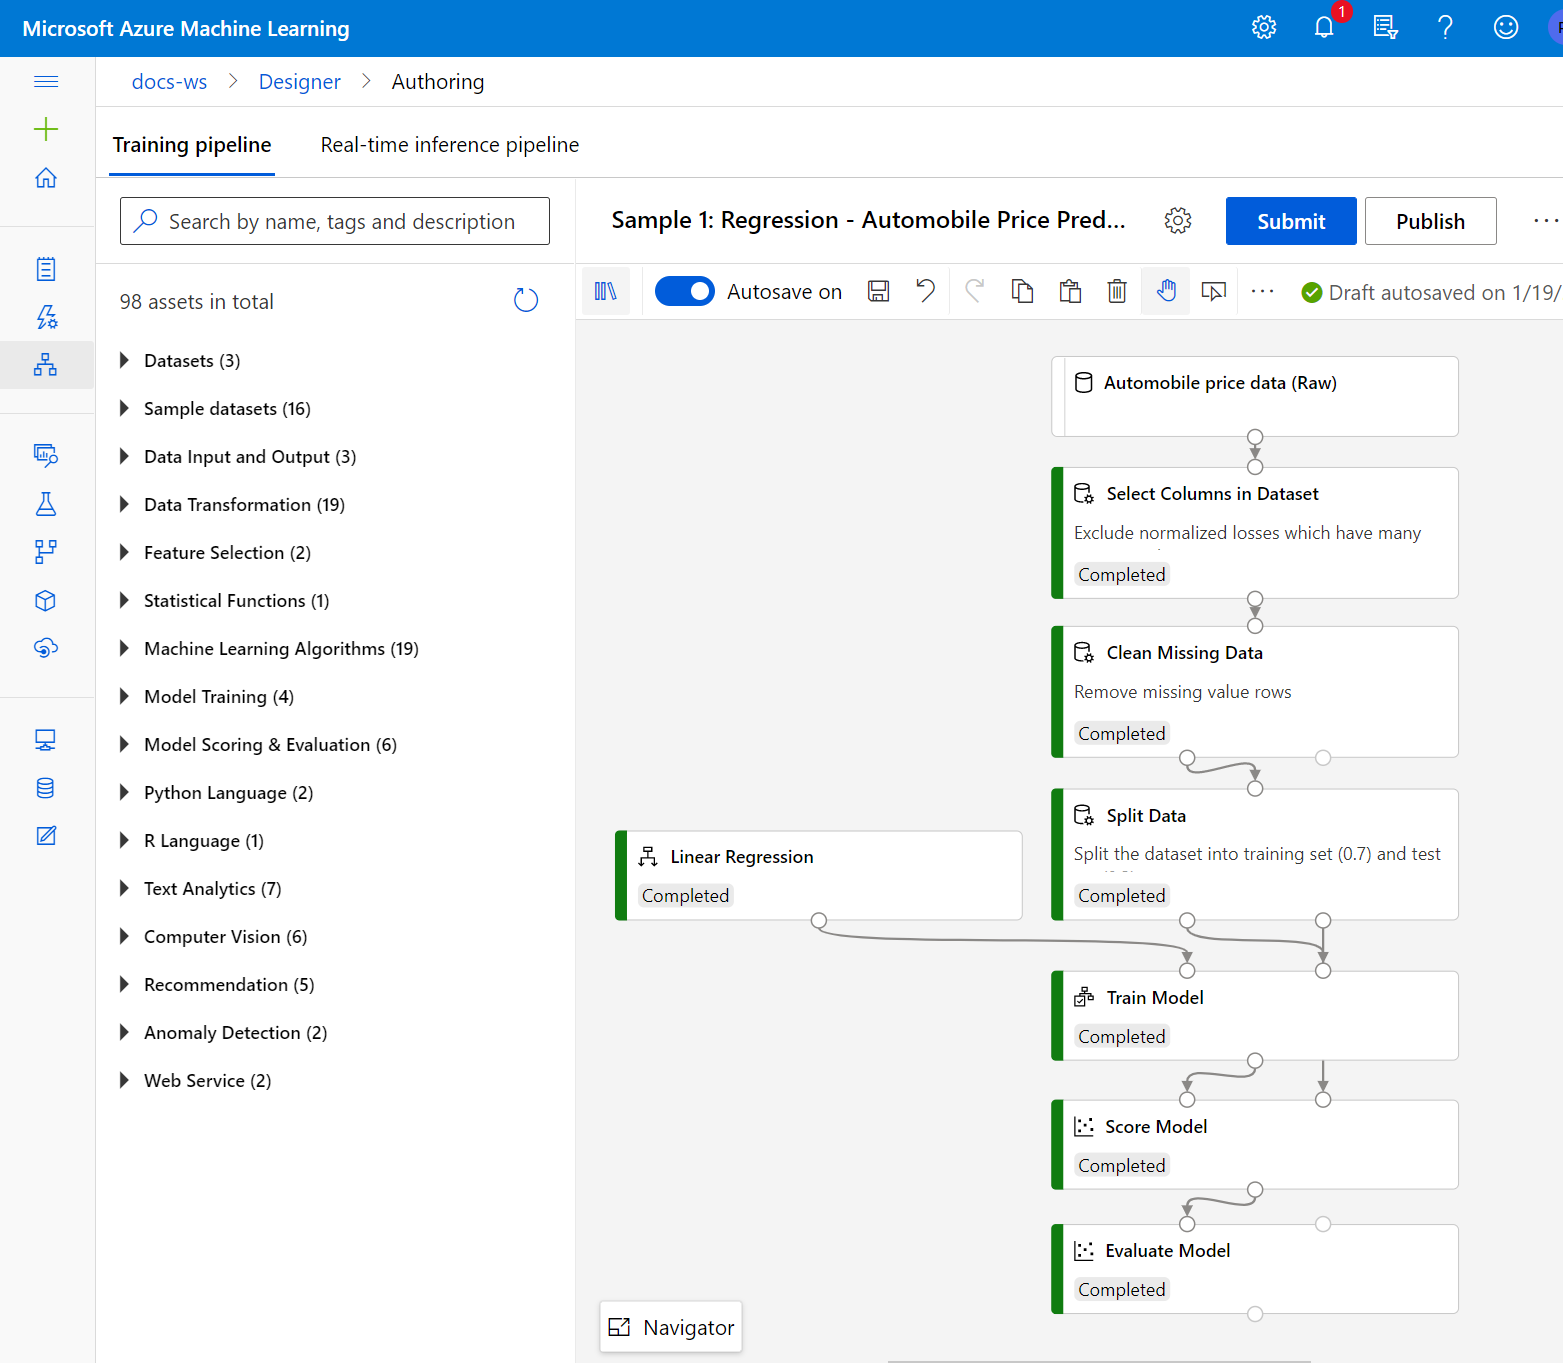 Microsoft Azure Machine Learning
1
docs-ws > Designer > Authoring
Training pipeline
Real-time inference pipeline
Search by name, tags and description
Sample 1: Regression - Automobile Price Pred...
Submit
Publish
98 assets in total
Autosave on
Draft autosaved on 1/19/
Datasets (3)
Sample datasets (16)
Data Input and Output (3)
Data Transformation (19)
Feature Selection (2)
Statistical Functions (1)
Machine Learning Algorithms (19)
Model Training (4)
Model Scoring & Evaluation (6)
Python Language (2)
R Language (1)
Text Analytics (7)
Computer Vision (6)
Recommendation (5)
Anomaly Detection (2)
Web Service (2)
Automobile price data (Raw)
Select Columns in Dataset
Exclude normalized losses which have many
Completed
Clean Missing Data
Remove missing value rows
Completed
Split Data
Split the dataset into training set (0.7) and test
Completed
Linear Regression
Completed
Train Model
Completed
Score Model
Completed
Evaluate Model
Completed
Navigator